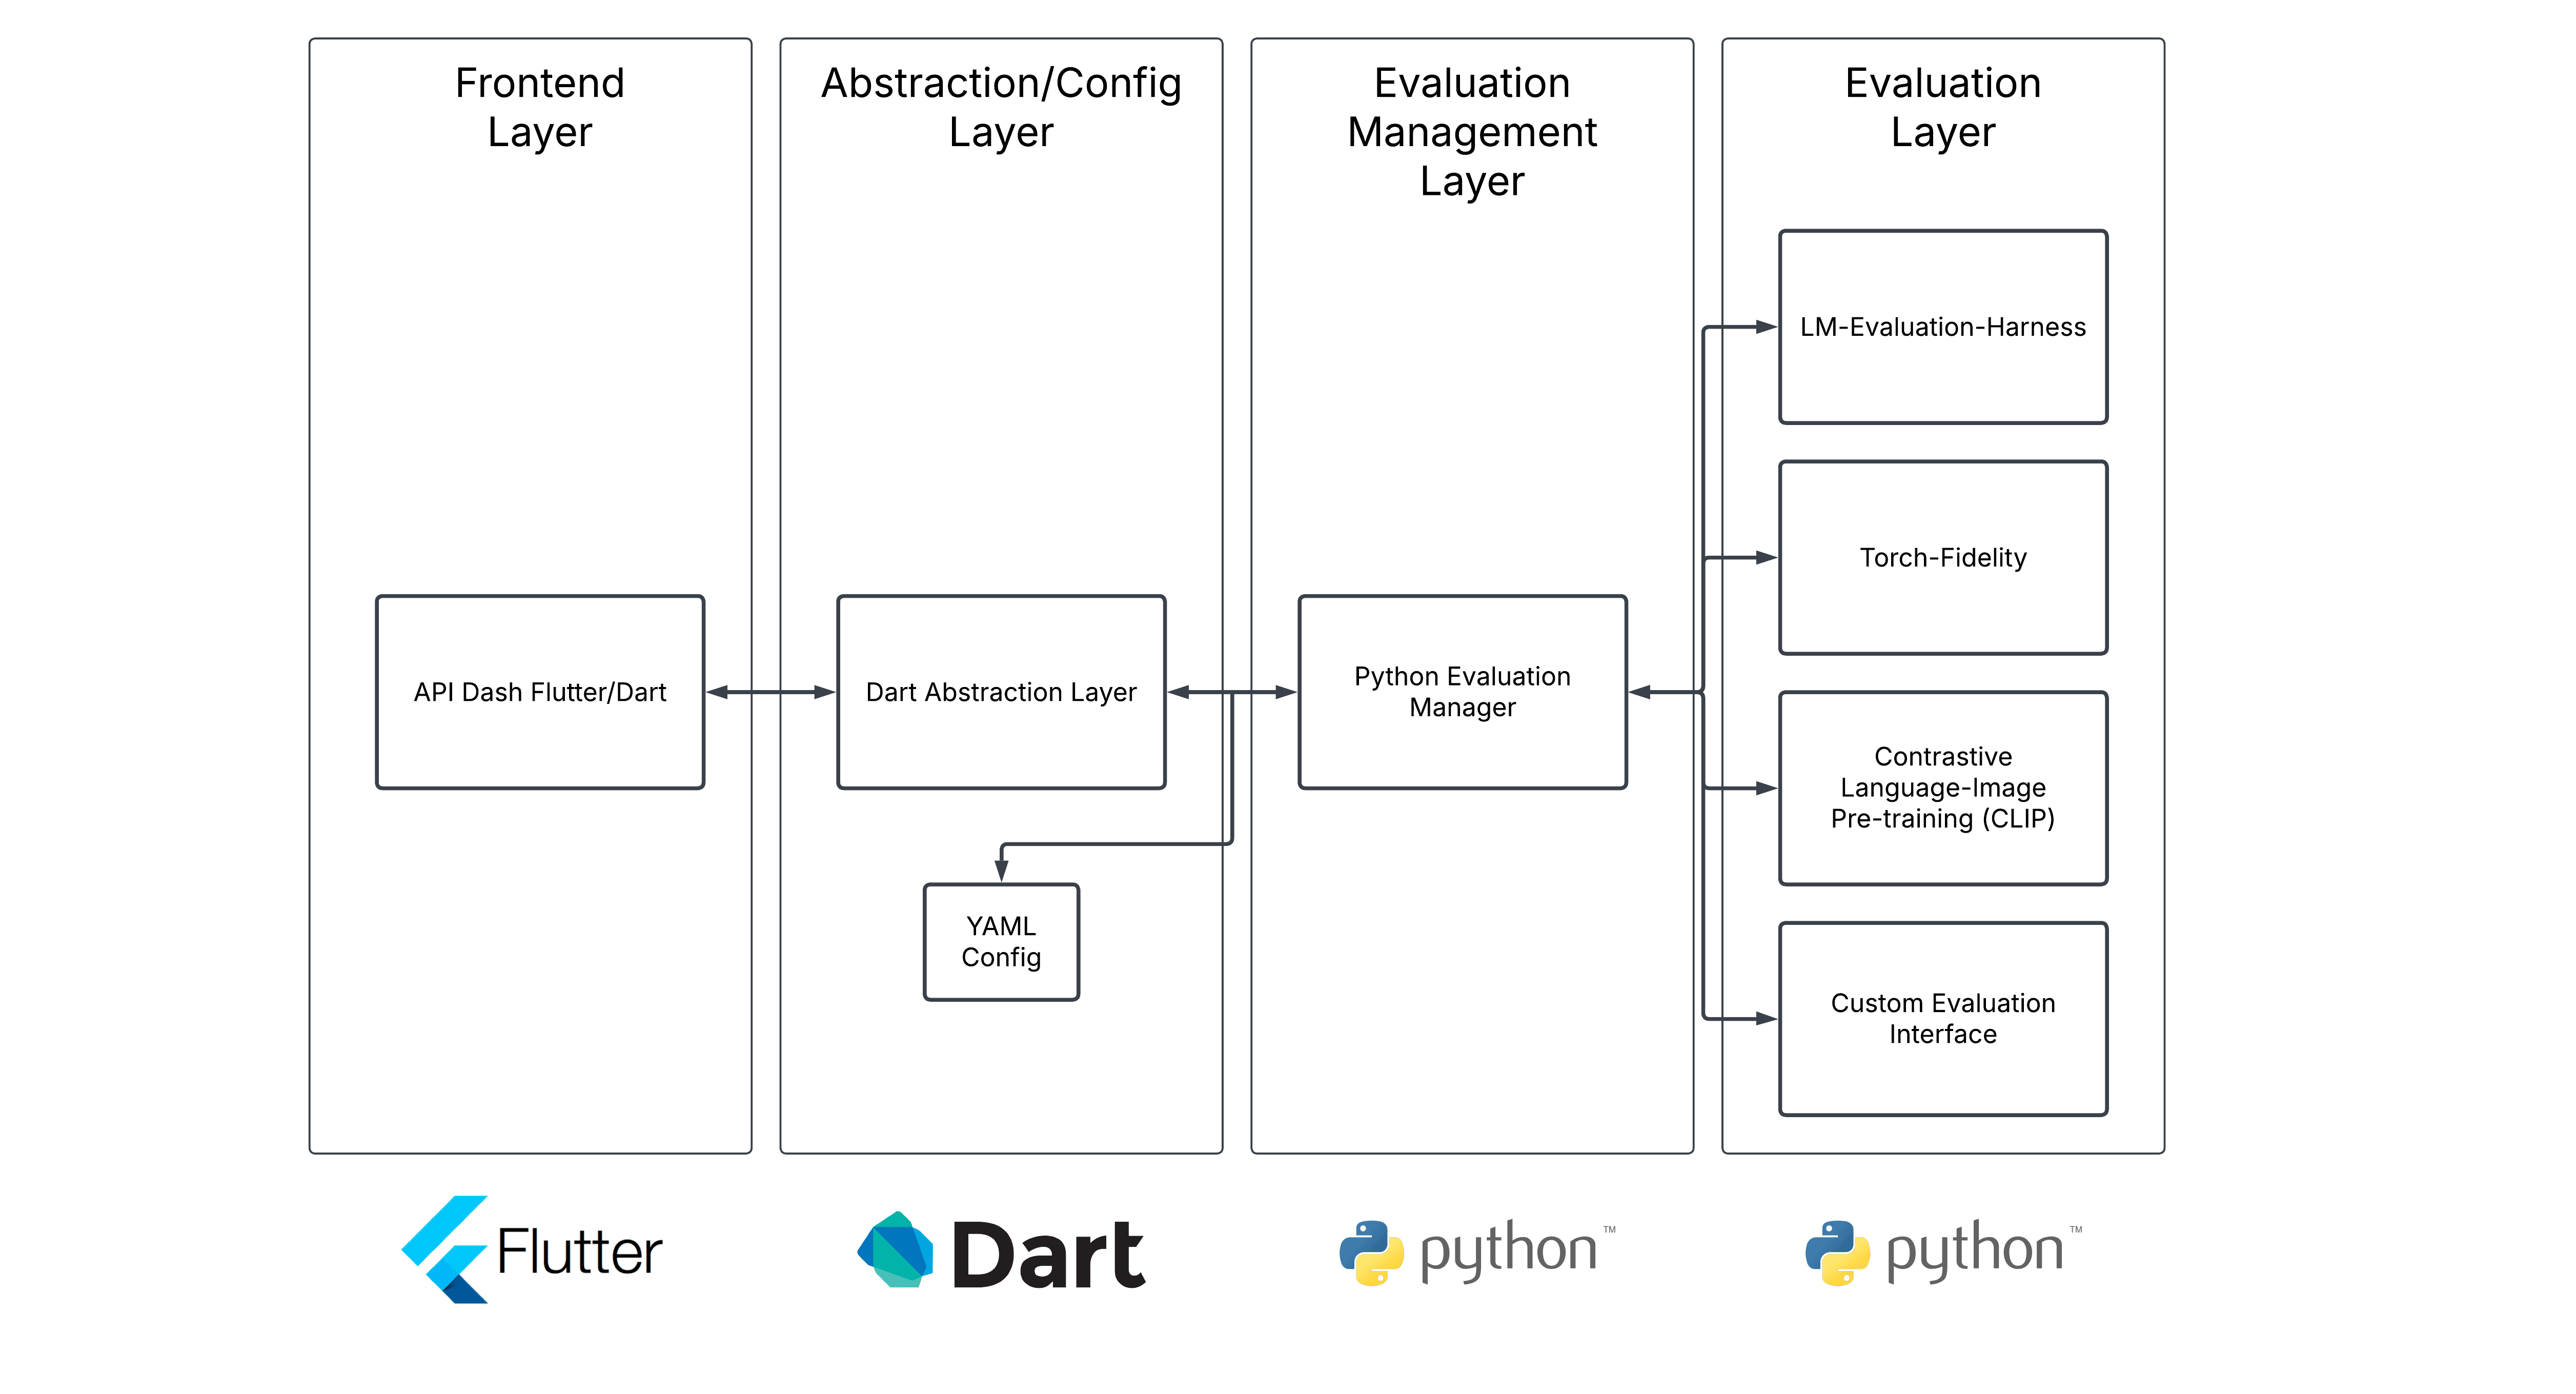 Frontend
Layer
Abstraction/Config
Layer
Evaluation
Management
Layer
Evaluation
Layer
API Dash Flutter/Dart
Dart Abstraction Layer
YAML
Config
Python Evaluation
Manager
LM-Evaluation-Harness
Torch-Fidelity
Contrastive
Language-Image
Pre-training (CLIP)
Custom Evaluation
Interface
Flutter
Dart
python™
python™